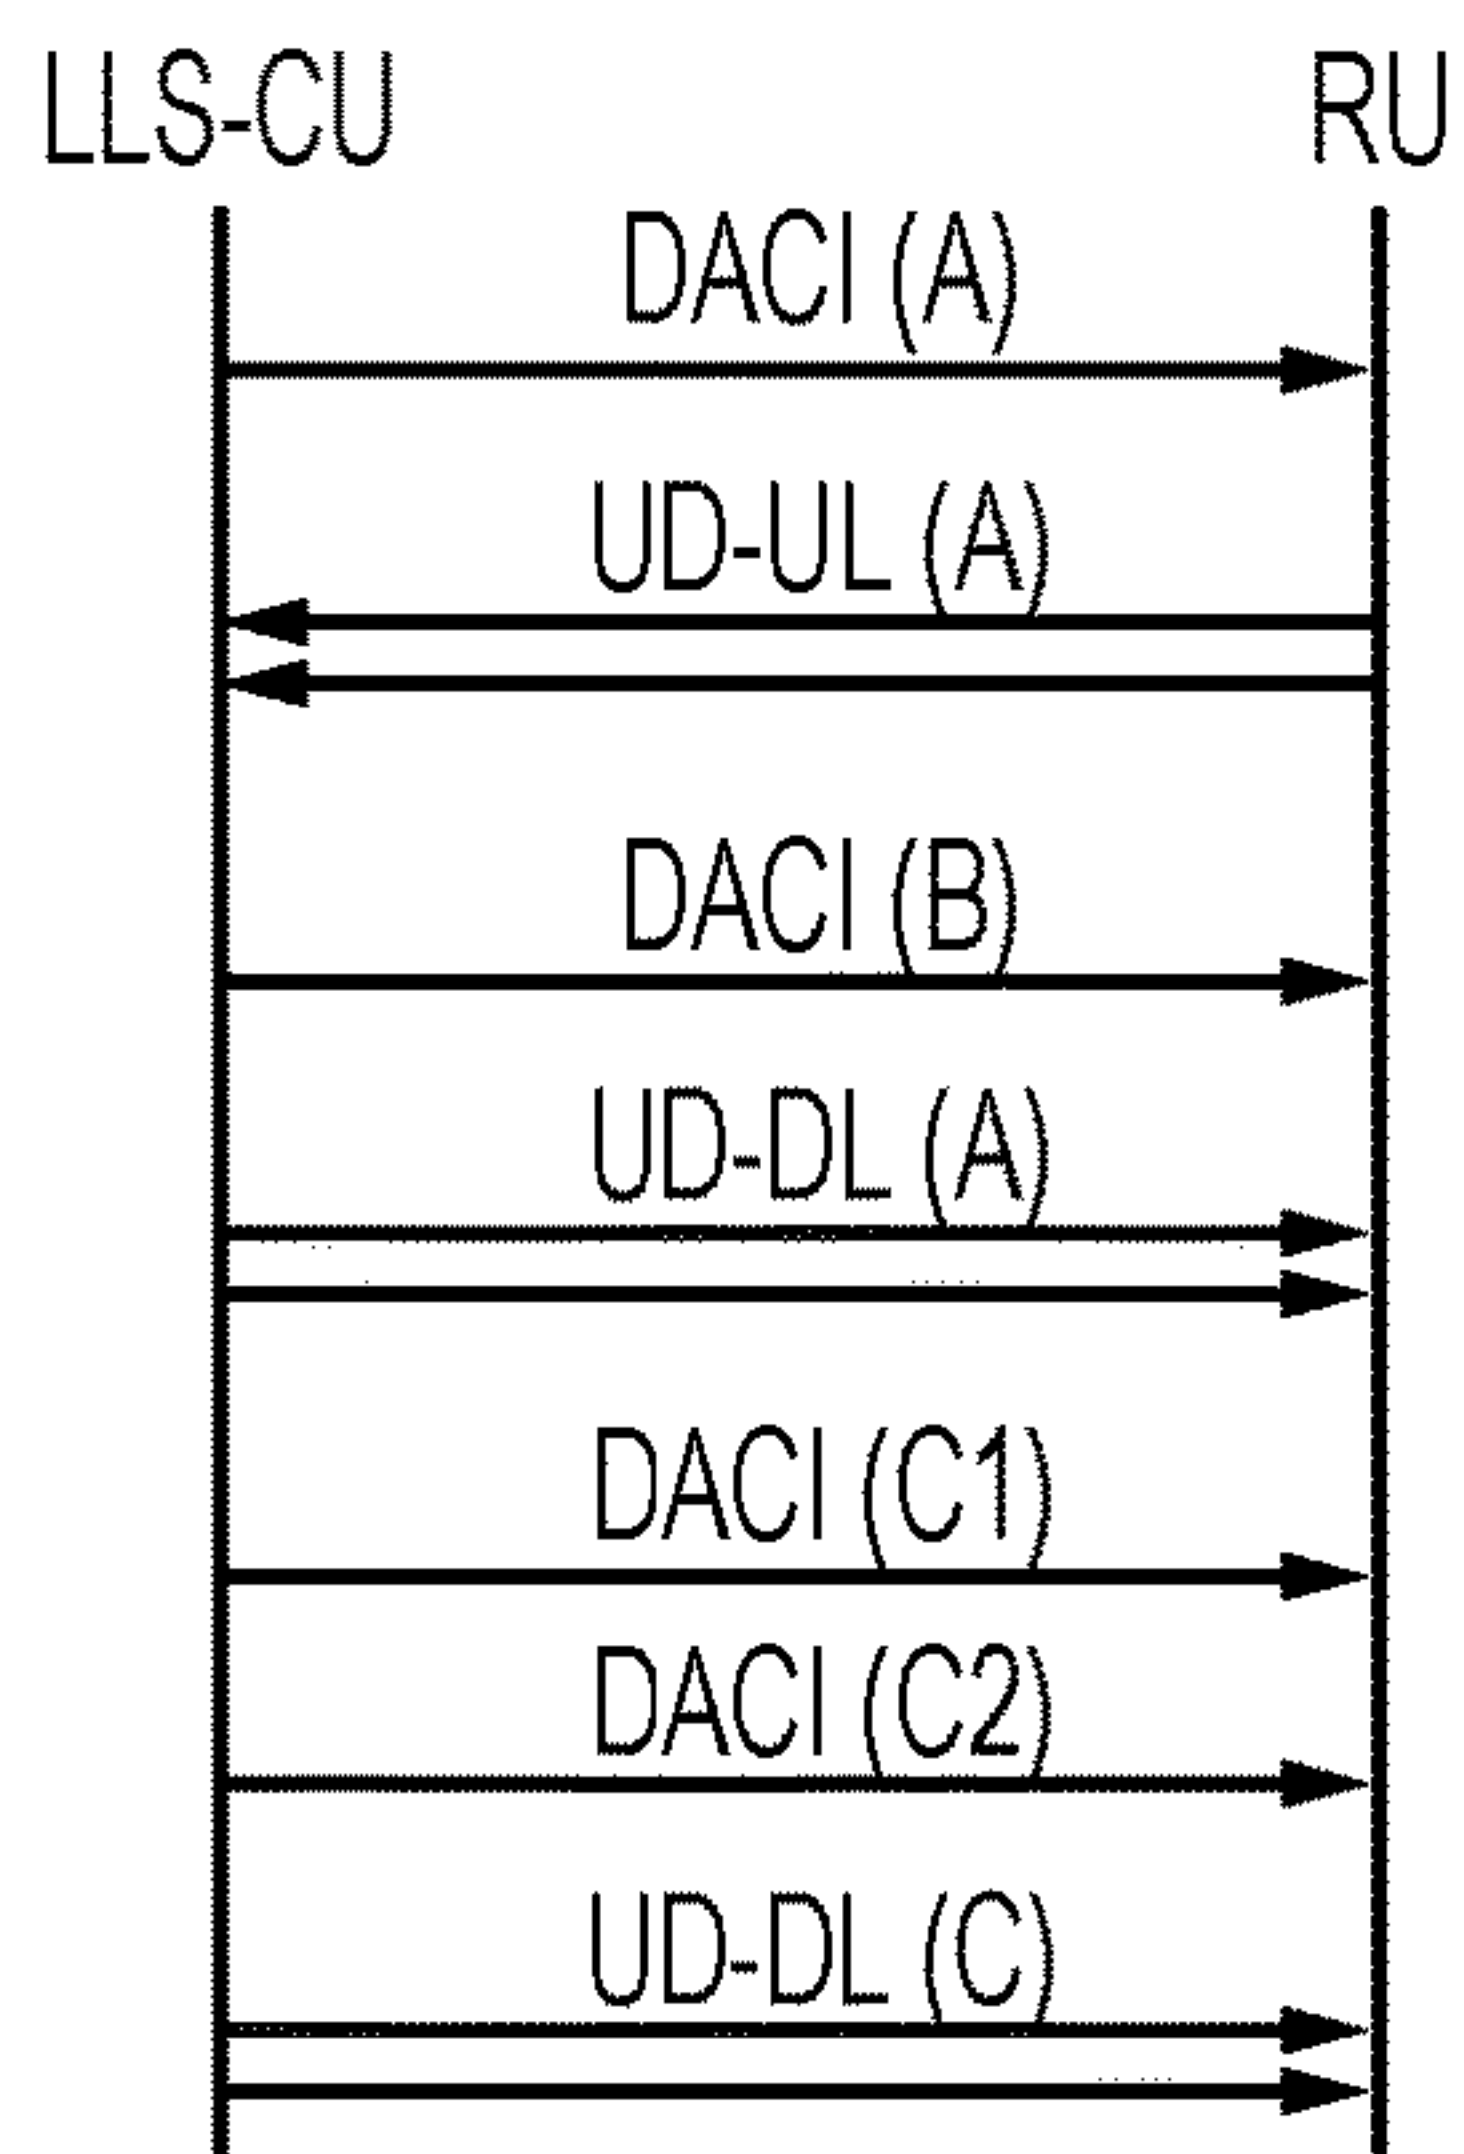 LLS-CU RU
DACI (A)
UD-UL (A)
DACI (B)
UD-DL (A)
DACI (C1)
DACI (C2)
UD-DL (C)